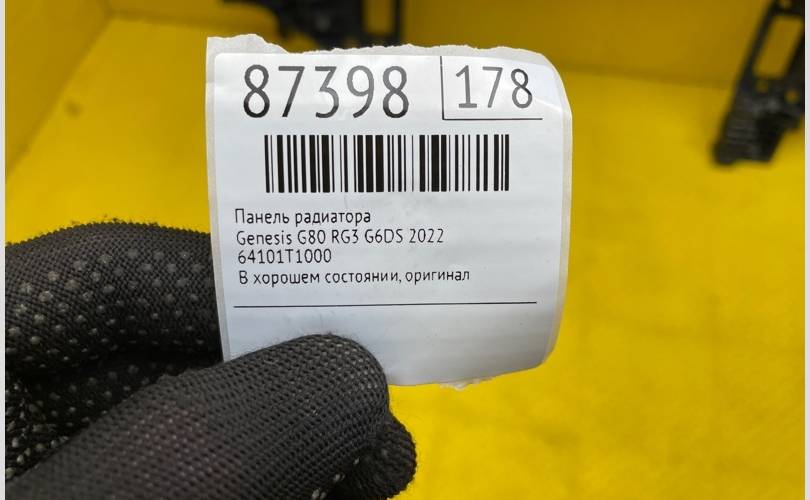 87398 178
Панель радиатора
Genesis G80 RG3 G6DS 2022
64101T1000
В хорошем состоянии, оригинал